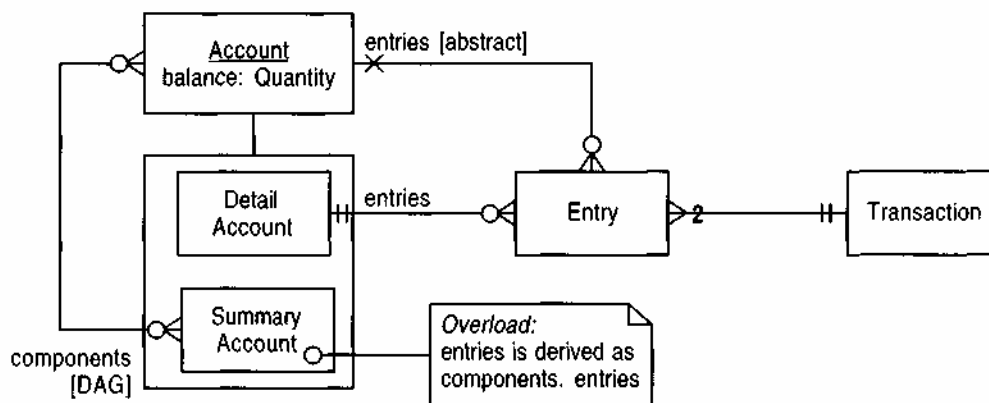 Account
balance: Quantity
entries [abstract]
Detail
Account
entries
Entry
2
Transaction
Summary
Account
components
[DAG]
Overload:
entries is derived as
components. entries